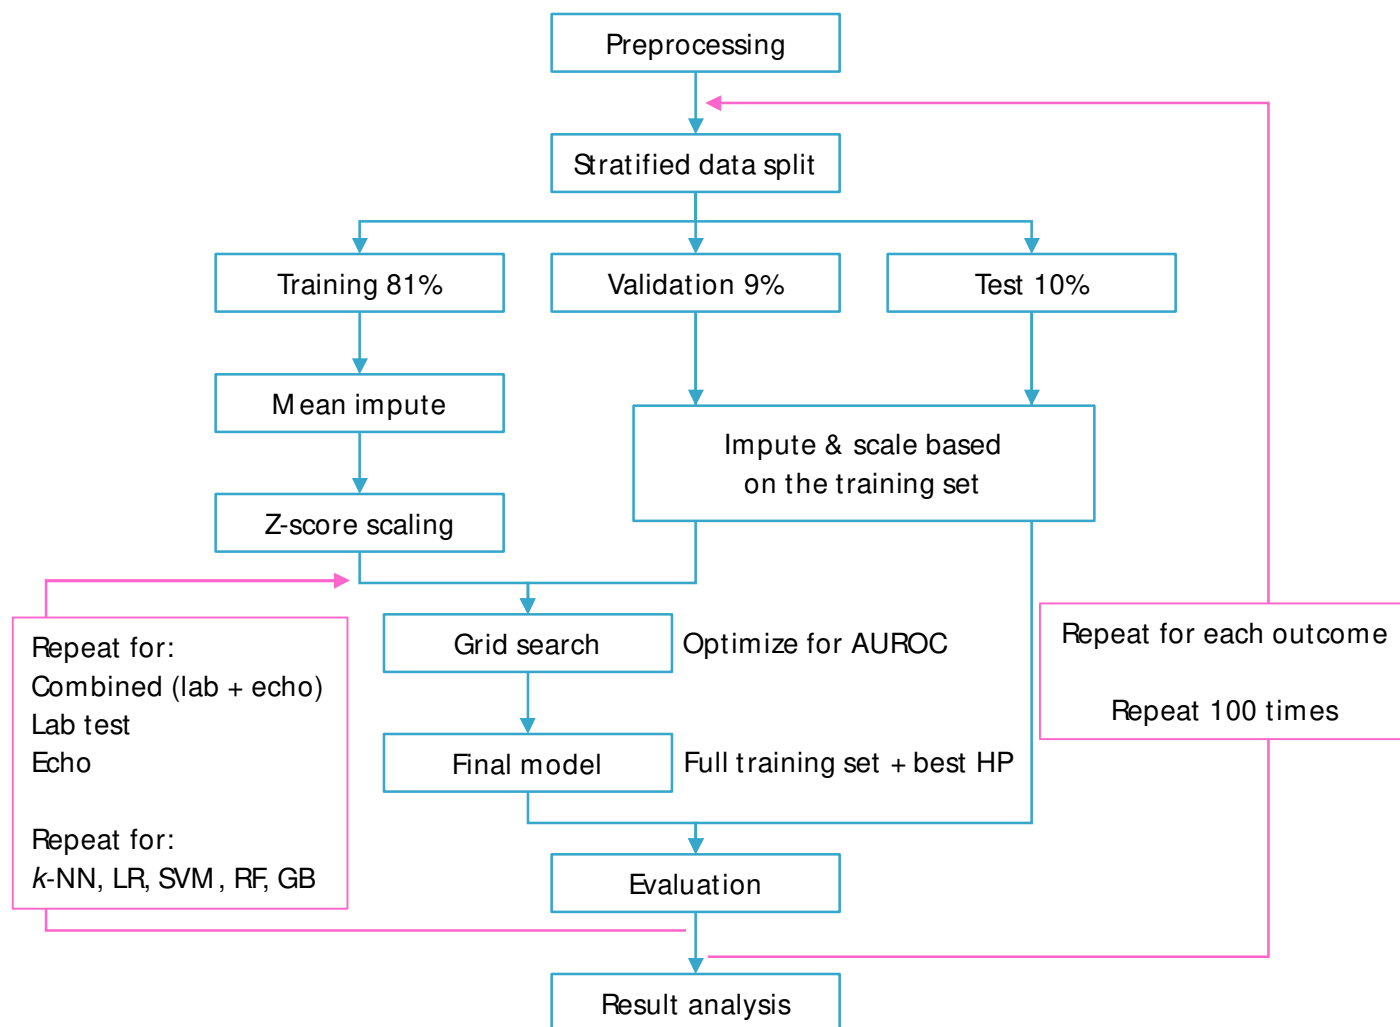 Preprocessing
Stratified data split
Training 81%
Validation 9%
Test 10%
Mean impute
Impute & scale based
on the training set
Z-score scaling
Grid search
Optimize for AUROC
Final model
Full training set + best HP
Repeat for:
Combined (lab + echo)
Lab test
Echo
Repeat for:
k-NN, LR, SVM, RF, GB
Repeat for each outcome
Repeat 100 times
Evaluation
Result analysis